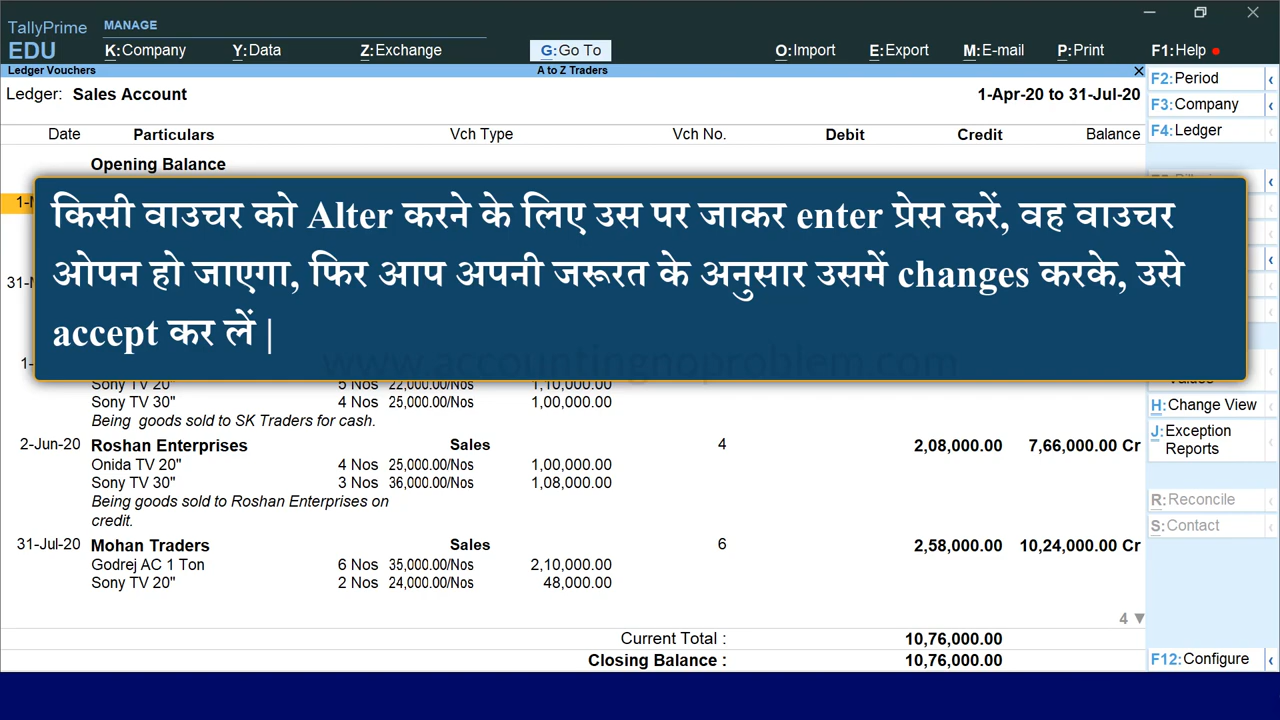 TallyPrime MANAGE
EDU K:Company Y:Data Z:Exchange G:Go To O:Import E:Export M:E-mail P:Print F1:Help
Ledger Vouchers A to Z Traders
Ledger: Sales Account 1-Apr-20 to 31-Jul-20
Date Particulars Vch Type Vch No. Debit Credit Balance
Opening Balance
किसी वाउचर को Alter करने के लिए उस पर जाकर enter प्रेस करें, वह वाउचर
ओपन हो जाएगा, फिर आप अपनी जरूरत के अनुसार उसमें changes करके, उसे
accept कर लें |
www.accountingnoproblem.com
Sony TV 20" 5 Nos 22,000.00/Nos 1,10,000.00
Sony TV 30" 4 Nos 25,000.00/Nos 1,00,000.00
Being goods sold to SK Traders for cash.
2-Jun-20 Roshan Enterprises Sales 4 2,08,000.00 7,66,000.00 Cr
Onida TV 20" 4 Nos 25,000.00/Nos 1,00,000.00
Sony TV 30" 3 Nos 36,000.00/Nos 1,08,000.00
Being goods sold to Roshan Enterprises on
credit.
31-Jul-20 Mohan Traders Sales 6 2,58,000.00 10,24,000.00 Cr
Godrej AC 1 Ton 6 Nos 35,000.00/Nos 2,10,000.00
Sony TV 20" 2 Nos 24,000.00/Nos 48,000.00
4 ▼
Current Total : 10,76,000.00
Closing Balance : 10,76,000.00
F2:Period
F3:Company
F4:Ledger
Values
H:Change View
J:Exception
Reports
R:Reconcile
S:Contact
F12:Configure